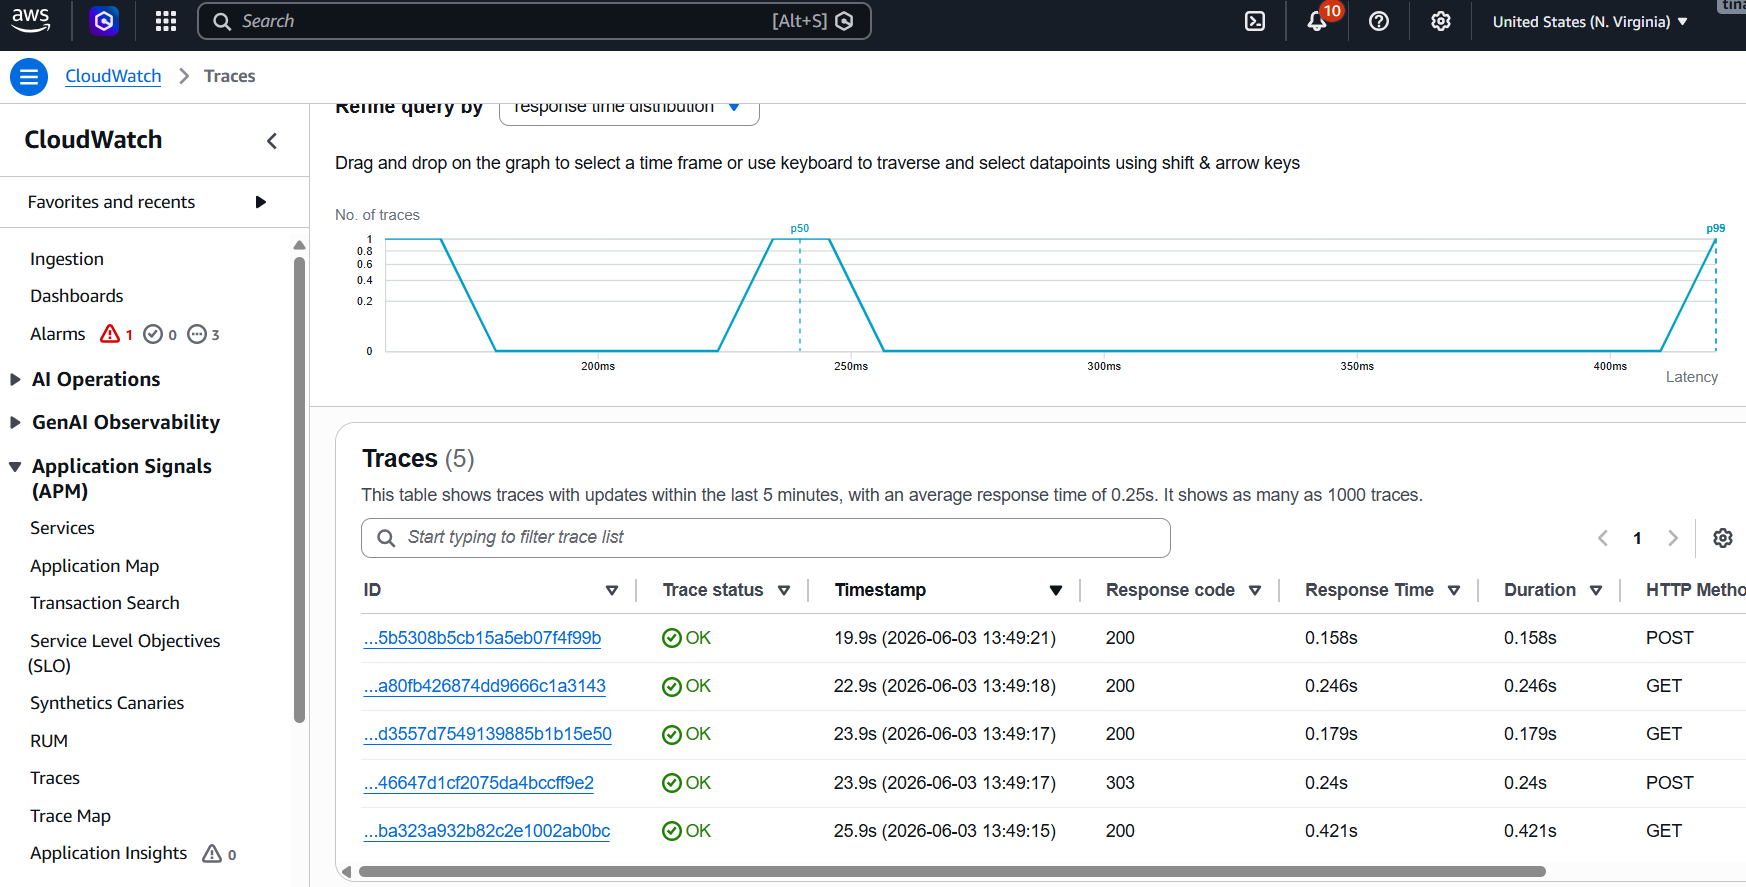 aws
Search [Alt+S]
10
United States (N. Virginia)
CloudWatch Traces
Refine query by response time distribution
CloudWatch
Drag and drop on the graph to select a time frame or use keyboard to traverse and select datapoints using shift & arrow keys
Favorites and recents
No. of traces
p50
p99
1
0.8
0.6
0.4
0.2
0
200ms
250ms
300ms
350ms
400ms
Latency
Ingestion
Dashboards
Alarms 1 0 3
AI Operations
GenAI Observability
Application Signals
(APM)
Services
Application Map
Transaction Search
Service Level Objectives
(SLO)
Synthetics Canaries
RUM
Traces
Trace Map
Application Insights 0
Traces (5)
This table shows traces with updates within the last 5 minutes, with an average response time of 0.25s. It shows as many as 1000 traces.
Start typing to filter trace list
1
ID Trace status Timestamp Response code Response Time Duration HTTP Metho
...5b5308b5cb15a5eb07f4f99b OK 19.9s (2026-06-03 13:49:21) 200 0.158s 0.158s POST
...a80fb426874dd9666c1a3143 OK 22.9s (2026-06-03 13:49:18) 200 0.246s 0.246s GET
...d3557d7549139885b1b15e50 OK 23.9s (2026-06-03 13:49:17) 200 0.179s 0.179s GET
...46647d1cf2075da4bccff9e2 OK 23.9s (2026-06-03 13:49:17) 303 0.24s 0.24s POST
...ba323a932b82c2e1002ab0bc OK 25.9s (2026-06-03 13:49:15) 200 0.421s 0.421s GET